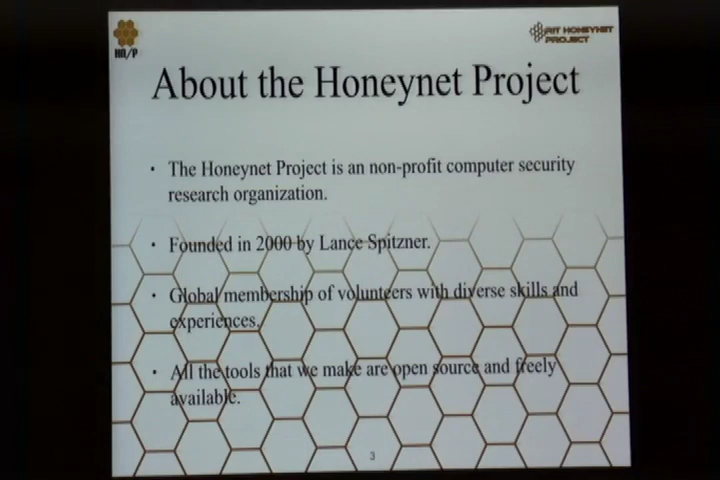 RIT HONEYNET
PROJECT
About the Honeynet Project
• The Honeynet Project is an non-profit computer security
research organization.
• Founded in 2000 by Lance Spitzner.
• Global membership of volunteers with diverse skills and
experiences.
• All the tools that we make are open source and freely
available.
3